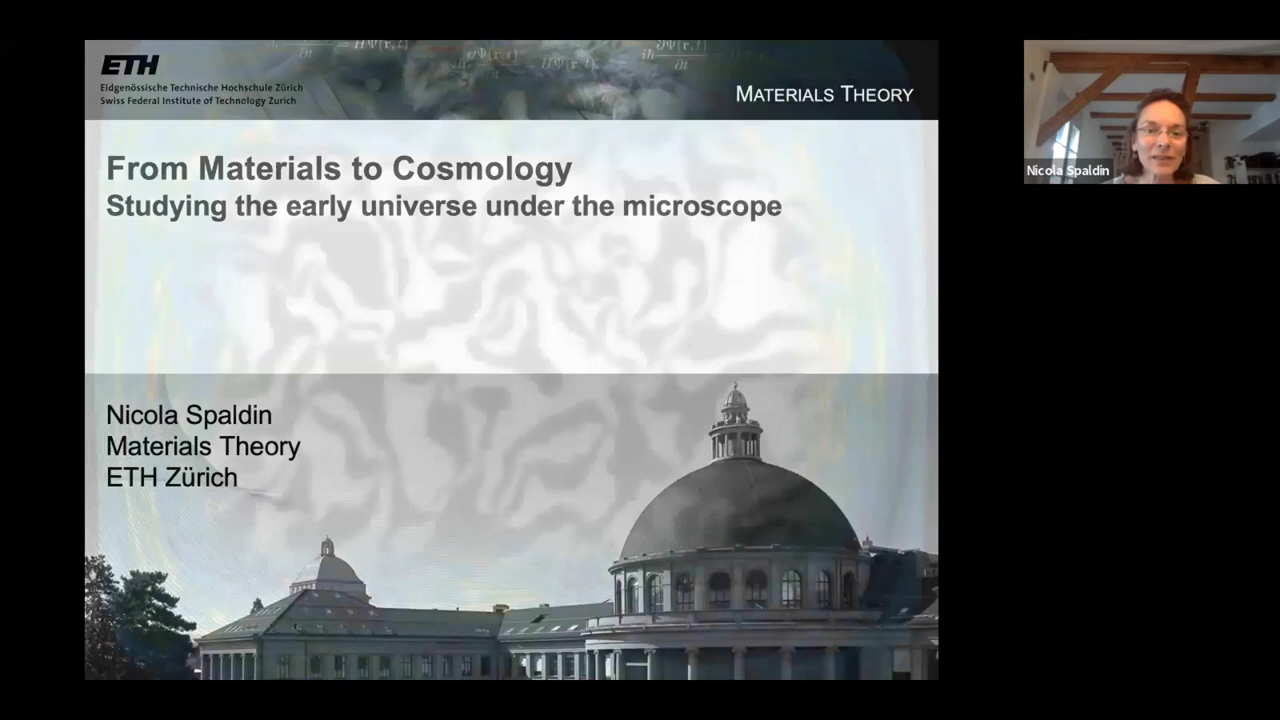 ETH
Eidgenössische Technische Hochschule Zürich
Swiss Federal Institute of Technology Zurich
MATERIALS THEORY
From Materials to Cosmology
Studying the early universe under the microscope
Nicola Spaldin
Materials Theory
ETH Zürich
Nicola Spaldin